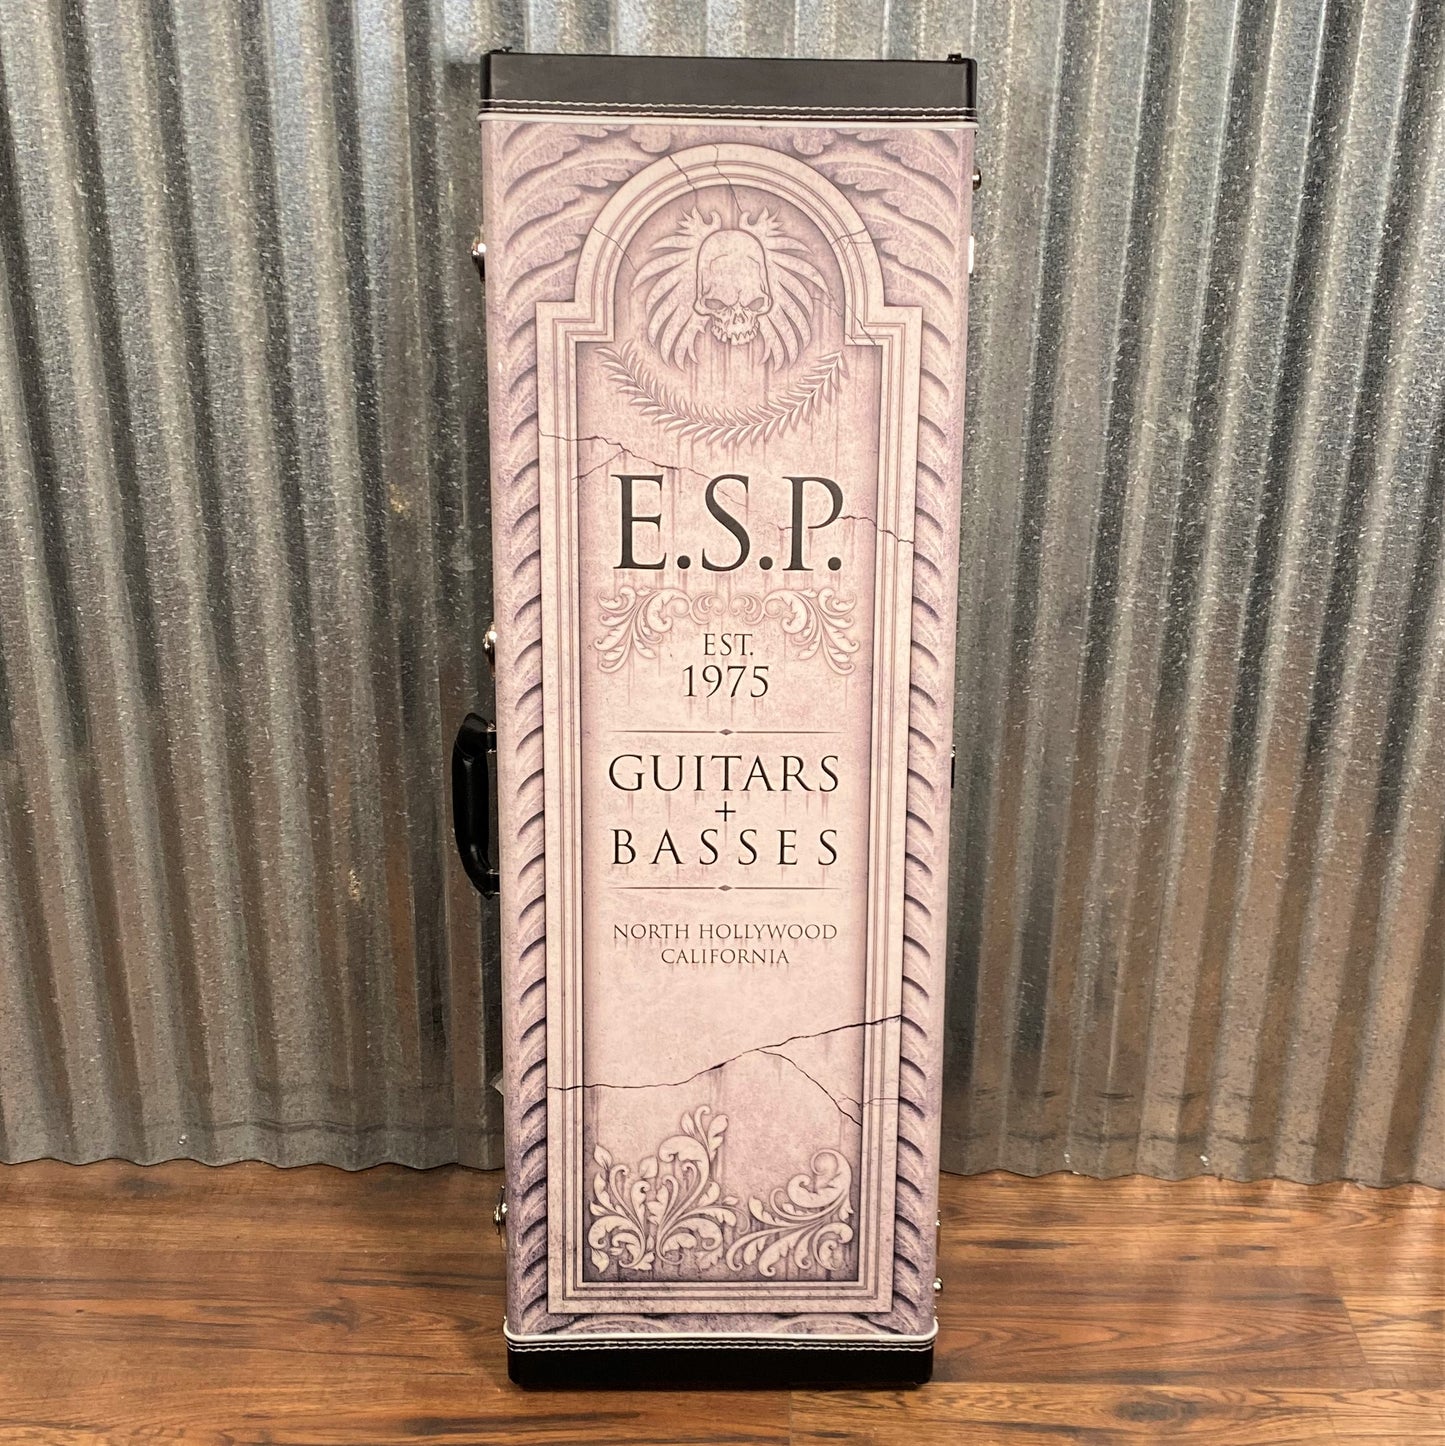 E.S.P.
EST.
1975
GUITARS
+
BASSES
NORTH HOLLYWOOD
CALIFORNIA